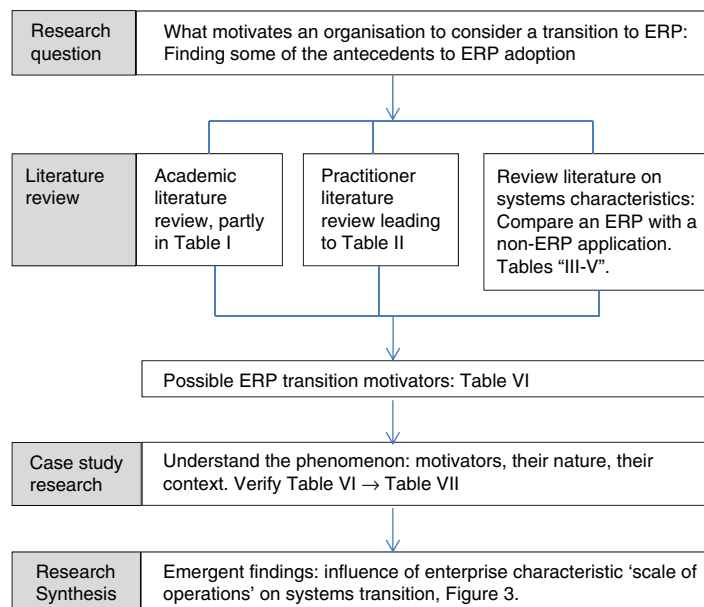 Research
question
What motivates an organisation to consider a transition to ERP:
Finding some of the antecedents to ERP adoption
Literature
review
Academic
literature
review, partly
in Table I
Practitioner
literature
review leading
to Table II
Review literature on
systems characteristics:
Compare an ERP with a
non-ERP application.
Tables “III-V”.
Possible ERP transition motivators: Table VI
Case study
research
Understand the phenomenon: motivators, their nature, their
context. Verify Table VI → Table VII
Research
Synthesis
Emergent findings: influence of enterprise characteristic ‘scale of
operations’ on systems transition, Figure 3.